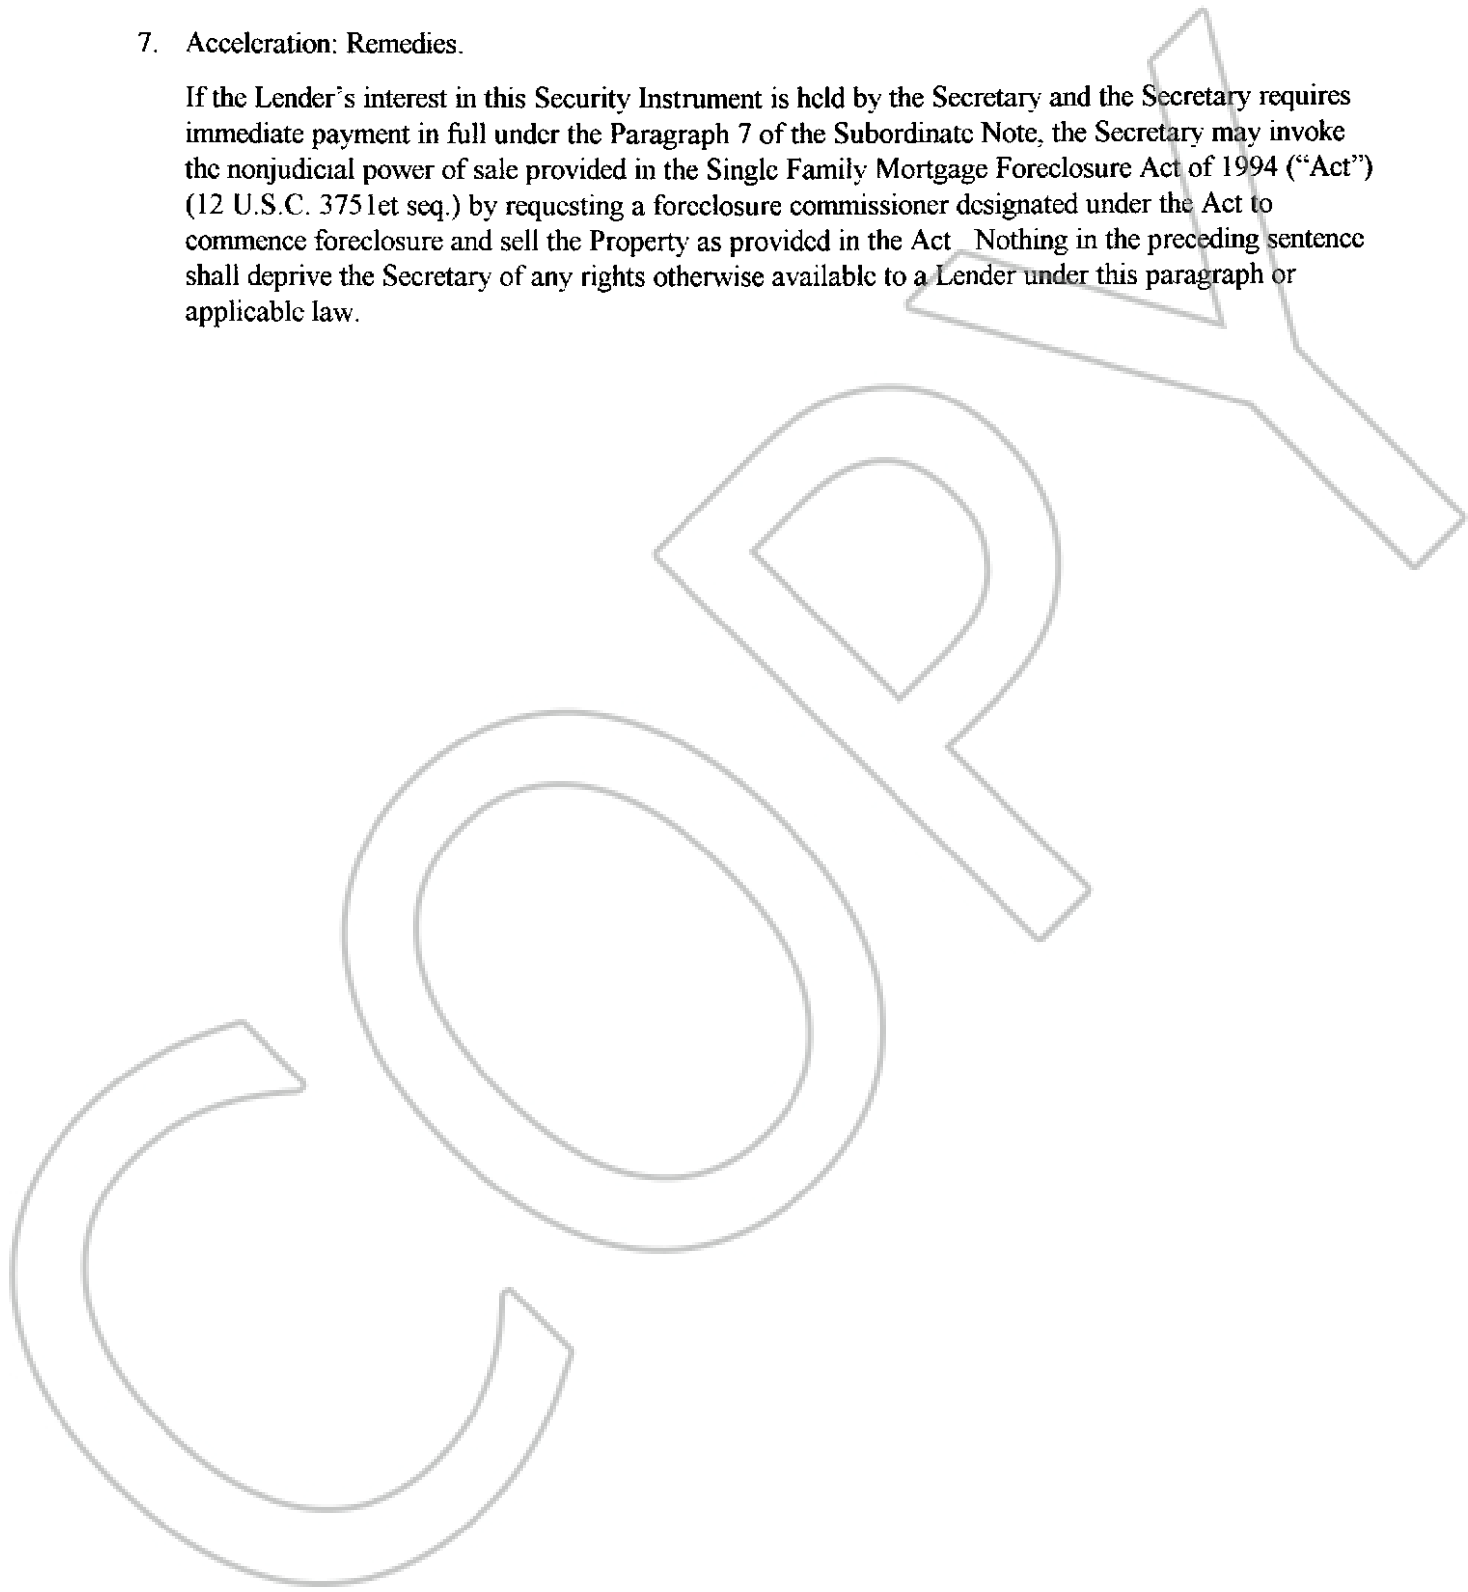 7. Acceleration: Remedies.
If the Lender's interest in this Security Instrument is held by the Secretary and the Secretary requires
immediate payment in full under the Paragraph 7 of the Subordinate Note, the Secretary may invoke
the nonjudicial power of sale provided in the Single Family Mortgage Foreclosure Act of 1994 (“Act”)
(12 U.S.C. 3751et seq.) by requesting a foreclosure commissioner designated under the Act to
commence foreclosure and sell the Property as provided in the Act  Nothing in the preceding sentence
shall deprive the Secretary of any rights otherwise available to a Lender under this paragraph or
applicable law.
COPY